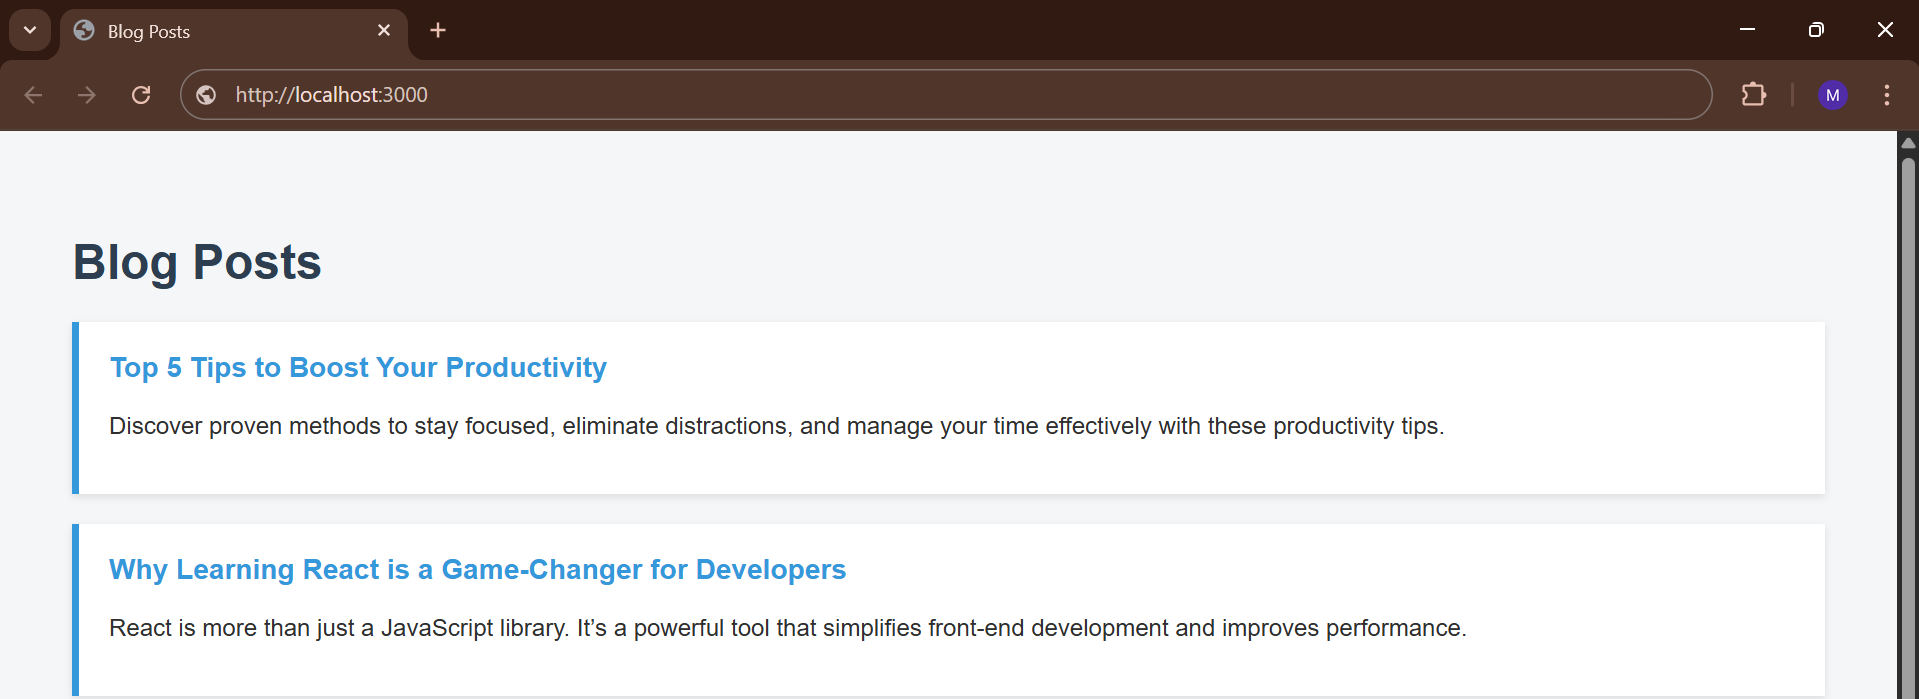 Blog Posts
http://localhost:3000
M
Blog Posts
Top 5 Tips to Boost Your Productivity
Discover proven methods to stay focused, eliminate distractions, and manage your time effectively with these productivity tips.
Why Learning React is a Game-Changer for Developers
React is more than just a JavaScript library. It’s a powerful tool that simplifies front-end development and improves performance.